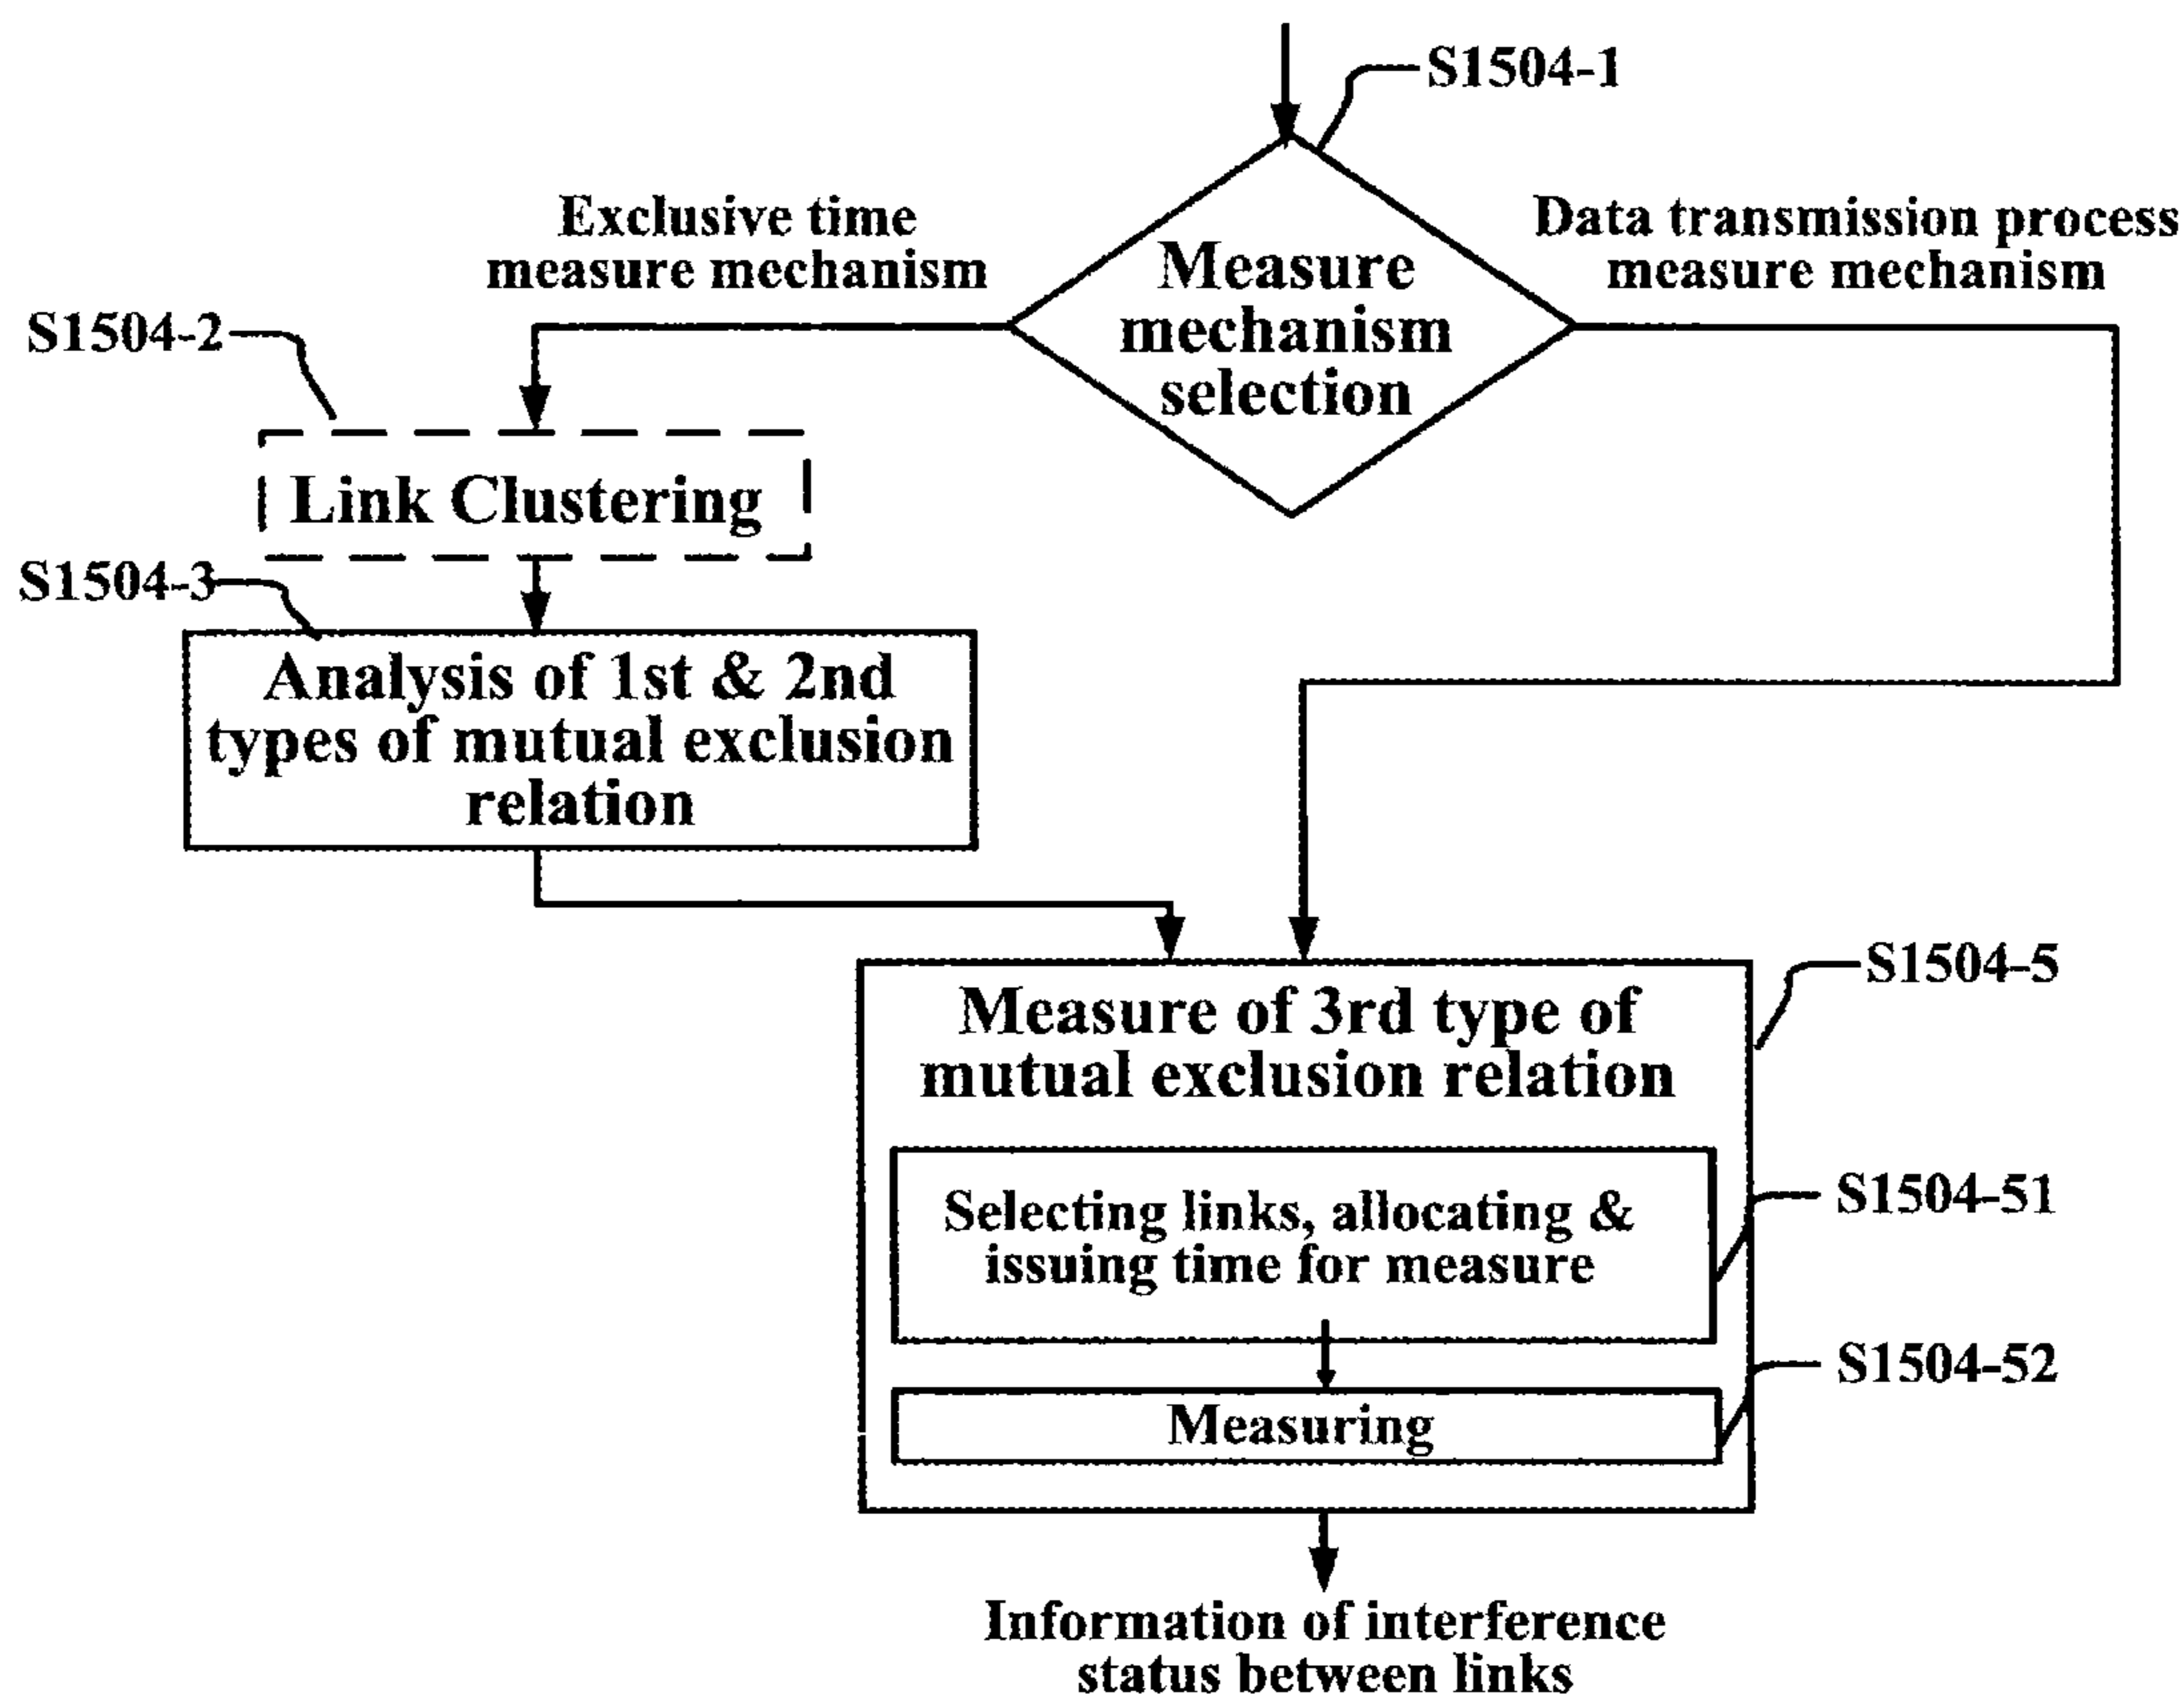 S1504-1
Exclusive time
measure mechanism
Data transmission process
measure mechanism
Measure
mechanism
selection
S1504-2
Link Clustering
S1504-3
Analysis of 1st & 2nd
types of mutual exclusion
relation
S1504-5
Measure of 3rd type of
mutual exclusion relation
S1504-51
Selecting links, allocating &
issuing time for measure
S1504-52
Measuring
Information of interference
status between links